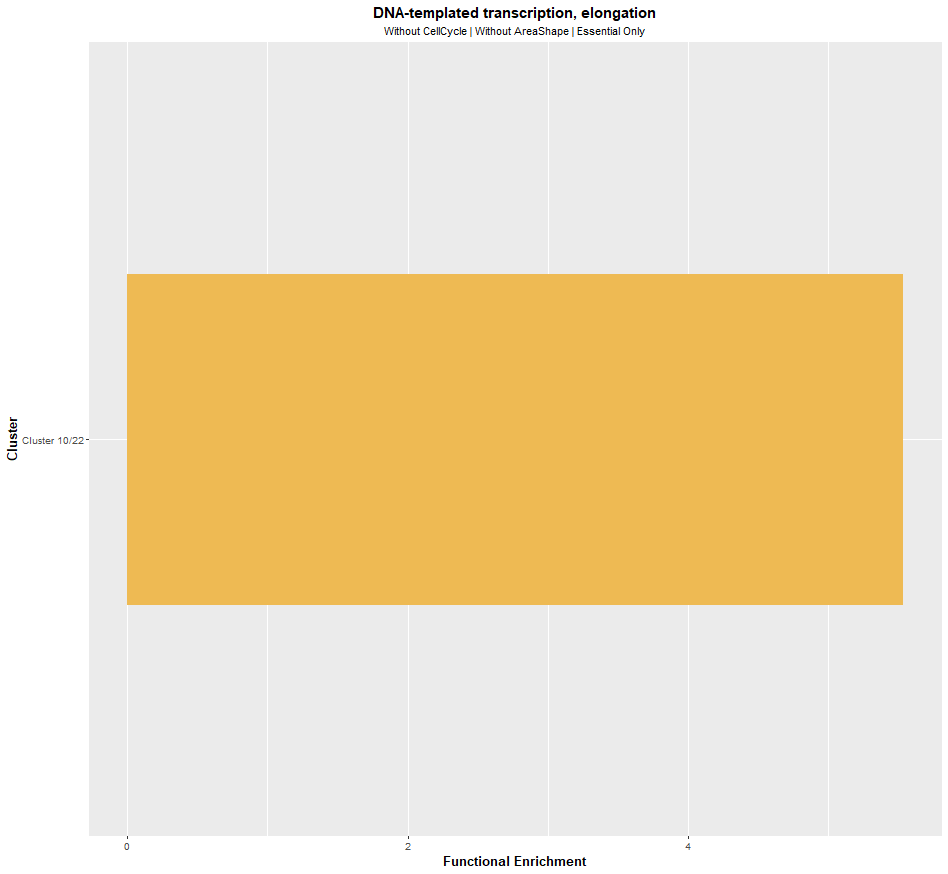 DNA-templated transcription, elongation
Without CellCycle | Without AreaShape | Essential Only
Cluster
Cluster 10/22
0 2 4
Functional Enrichment